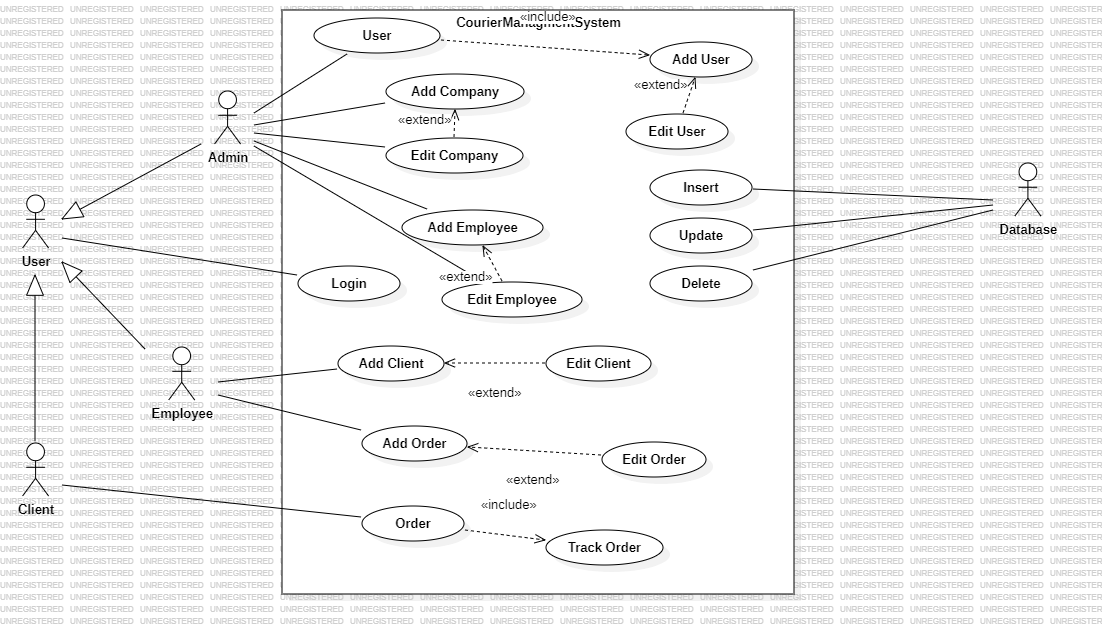 «include»
CourierManagmentSystem
User
Add User
«extend»
Add Company
«extend»
Edit User
Edit Company
Admin
Insert
Add Employee
Update
Database
User
«extend»
Login
Delete
Edit Employee
Add Client
Edit Client
«extend»
Employee
Add Order
Edit Order
«extend»
«include»
Client
Order
Track Order
UNREGISTERED